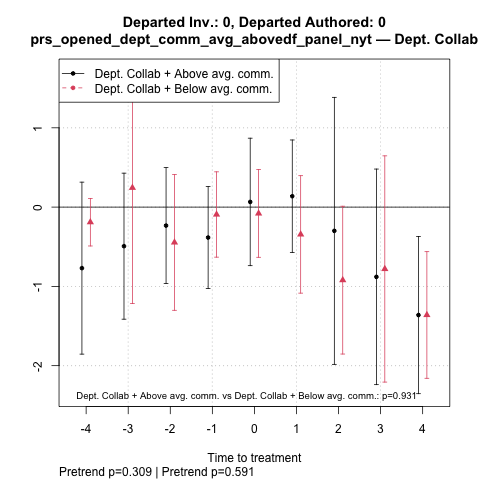 Departed Inv.: 0, Departed Authored: 0
prs_opened_dept_comm_avg_abovedf_panel_nyt — Dept. Collab
Dept. Collab + Above avg. comm.
Dept. Collab + Below avg. comm.
1
0
-1
-2
Dept. Collab + Above avg. comm. vs Dept. Collab + Below avg. comm.: p=0.931
-4 -3 -2 -1 0 1 2 3 4
Time to treatment
Pretrend p=0.309 | Pretrend p=0.591